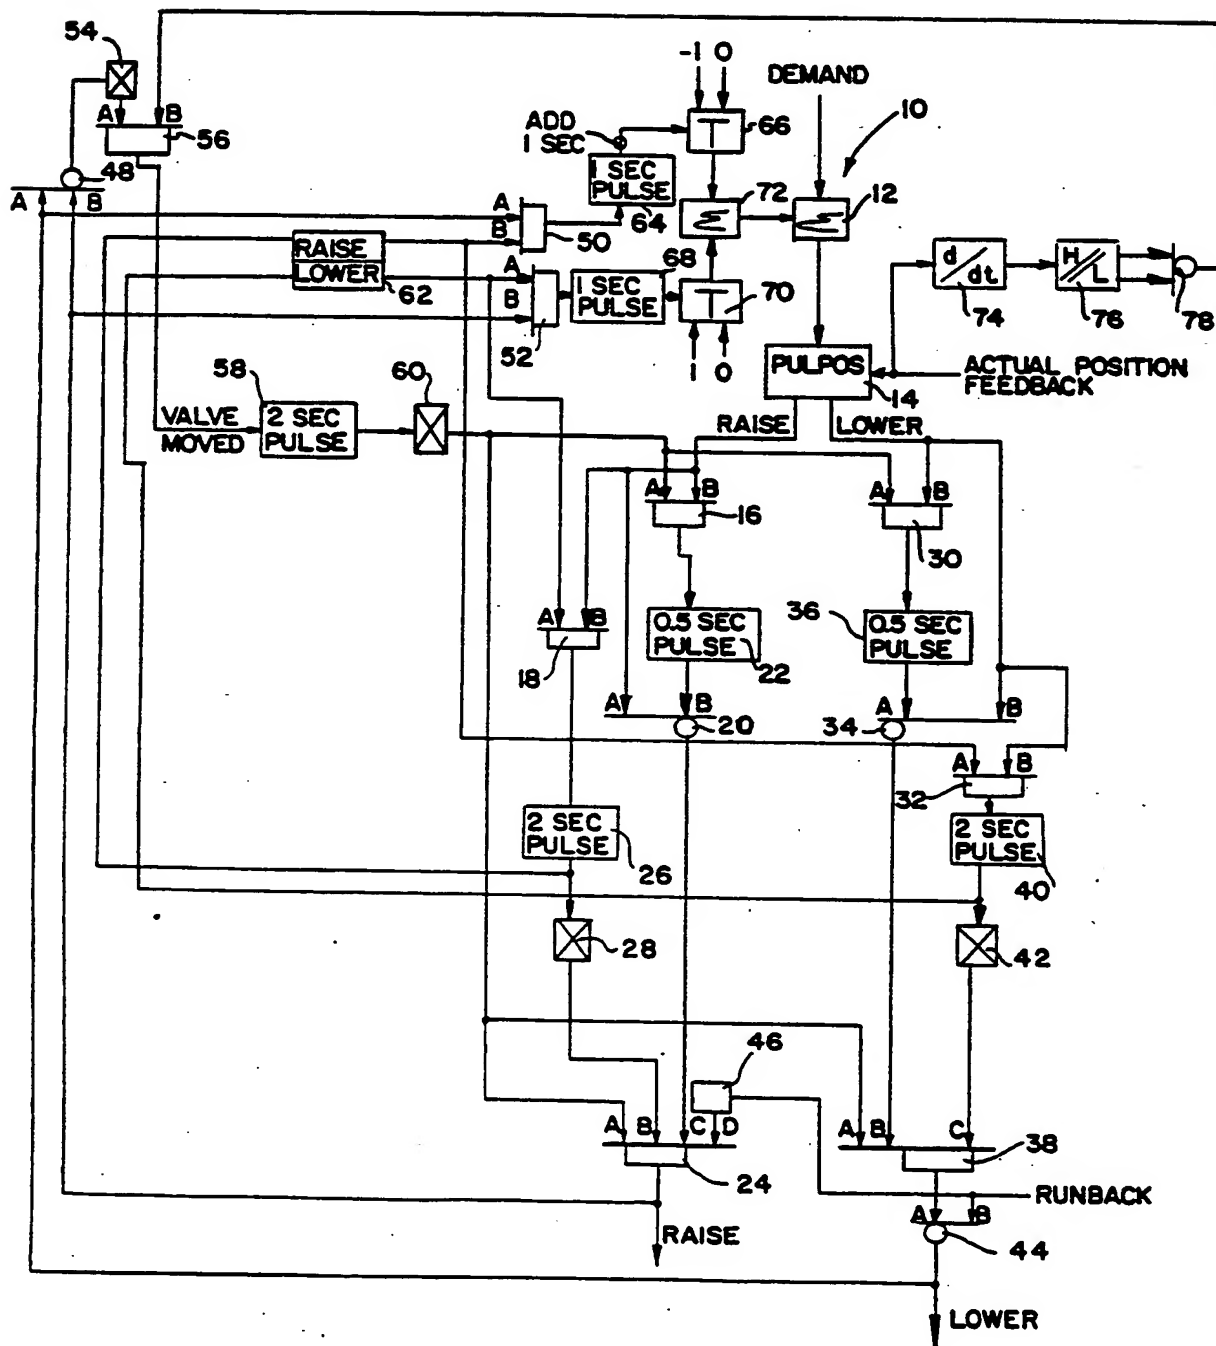 54
-1 0
DEMAND
10
A B
56
ADD
1 SEC
T
66
48
A B
1 SEC
PULSE
64
72
Σ
Σ
12
A
B
50
RAISE
LOWER
62
A
B
52
68
1 SEC
PULSE
T
70
1 0
d/dt
74
H//L
76
78
PULPOS
14
ACTUAL POSITION
FEEDBACK
58
60
VALVE
MOVED
2 SEC
PULSE
RAISE
LOWER
A B
16
A B
30
A B
18
0.5 SEC
PULSE
22
36
0.5 SEC
PULSE
A B
20
A B
34
A B
32
2 SEC
PULSE
26
2 SEC
PULSE
40
28
42
46
A B C D
24
A B C
38
RUNBACK
RAISE
A B
44
LOWER